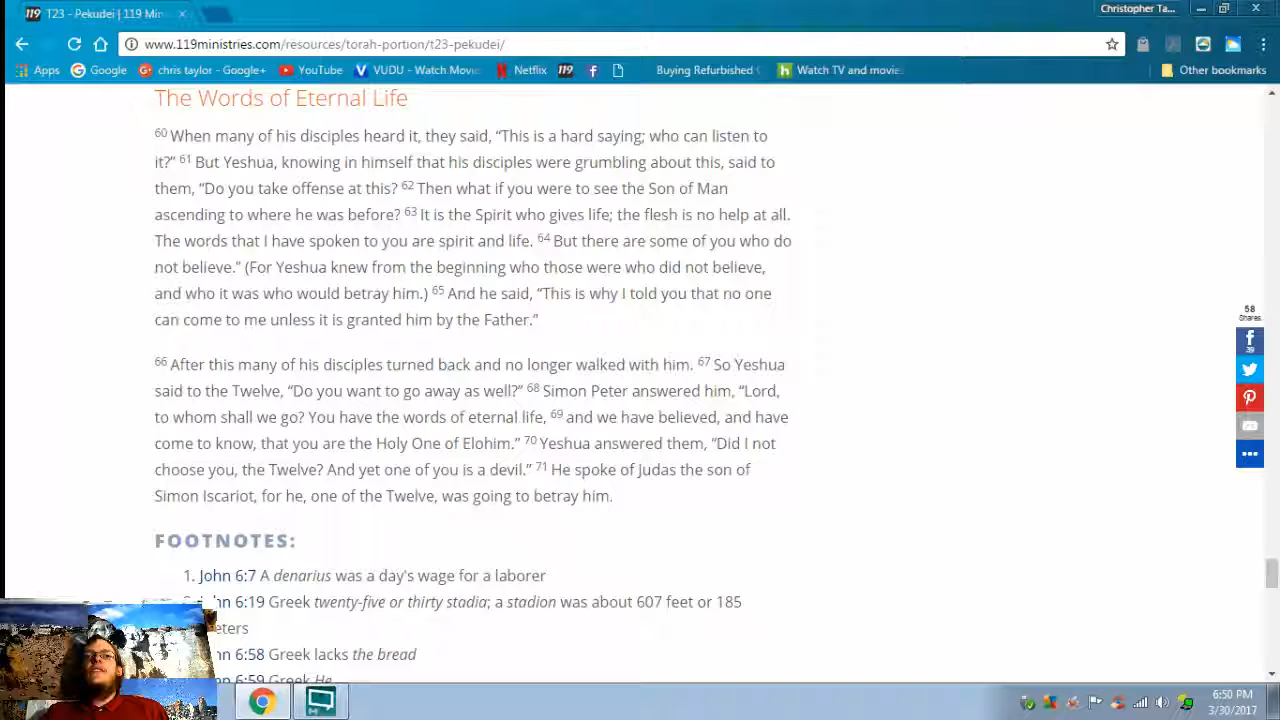 T23 - Pekudei | 119 Min
Christopher Ta...
www.119ministries.com/resources/torah-portion/t23-pekudei/
Apps Google chris taylor - Google+ YouTube VUDU - Watch Movie Netflix 119 Buying Refurbished Watch TV and movie Other bookmarks
The Words of Eternal Life
60 When many of his disciples heard it, they said, “This is a hard saying; who can listen to
it?” 61 But Yeshua, knowing in himself that his disciples were grumbling about this, said to
them, “Do you take offense at this? 62 Then what if you were to see the Son of Man
ascending to where he was before? 63 It is the Spirit who gives life; the flesh is no help at all.
The words that I have spoken to you are spirit and life. 64 But there are some of you who do
not believe.” (For Yeshua knew from the beginning who those were who did not believe,
and who it was who would betray him.) 65 And he said, “This is why I told you that no one
can come to me unless it is granted him by the Father.”
66 After this many of his disciples turned back and no longer walked with him. 67 So Yeshua
said to the Twelve, “Do you want to go away as well?” 68 Simon Peter answered him, “Lord,
to whom shall we go? You have the words of eternal life, 69 and we have believed, and have
come to know, that you are the Holy One of Elohim.” 70 Yeshua answered them, “Did I not
choose you, the Twelve? And yet one of you is a devil.” 71 He spoke of Judas the son of
Simon Iscariot, for he, one of the Twelve, was going to betray him.
58
Shares
39
FOOTNOTES:
1. John 6:7 A denarius was a day's wage for a laborer
hn 6:19 Greek twenty-five or thirty stadia; a stadion was about 607 feet or 185
eters
hn 6:58 Greek lacks the bread
hn 6:59 Greek He
6:50 PM
3/30/2017